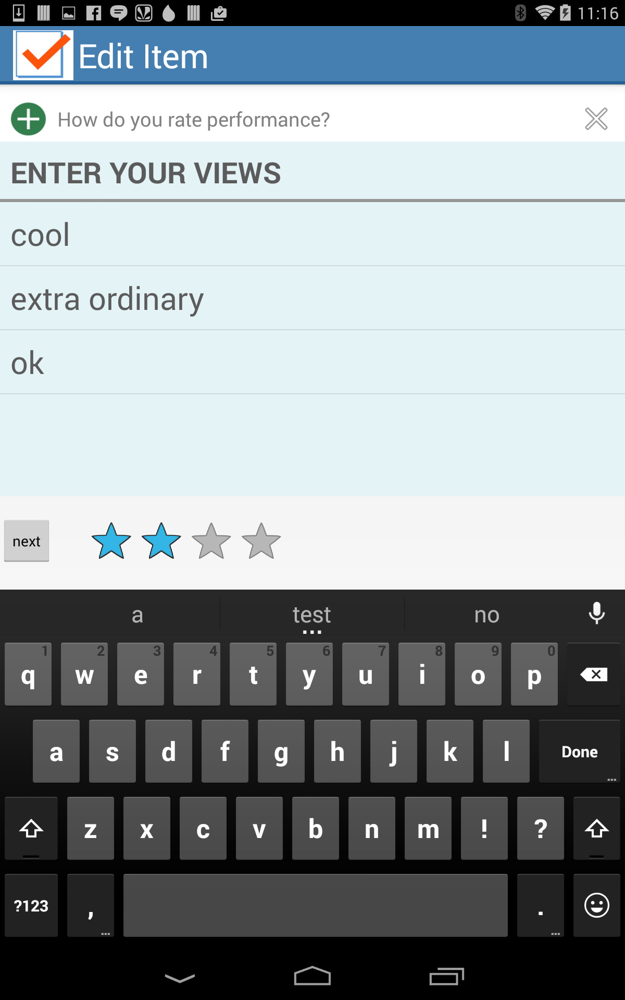 11:16
Edit Item
How do you rate performance?
ENTER YOUR VIEWS
cool
extra ordinary
ok
next
a test no
1 2 3 4 5 6 7 8 9 0
q w e r t y u i o p
a s d f g h j k l Done
z x c v b n m ! ?
?123 , .